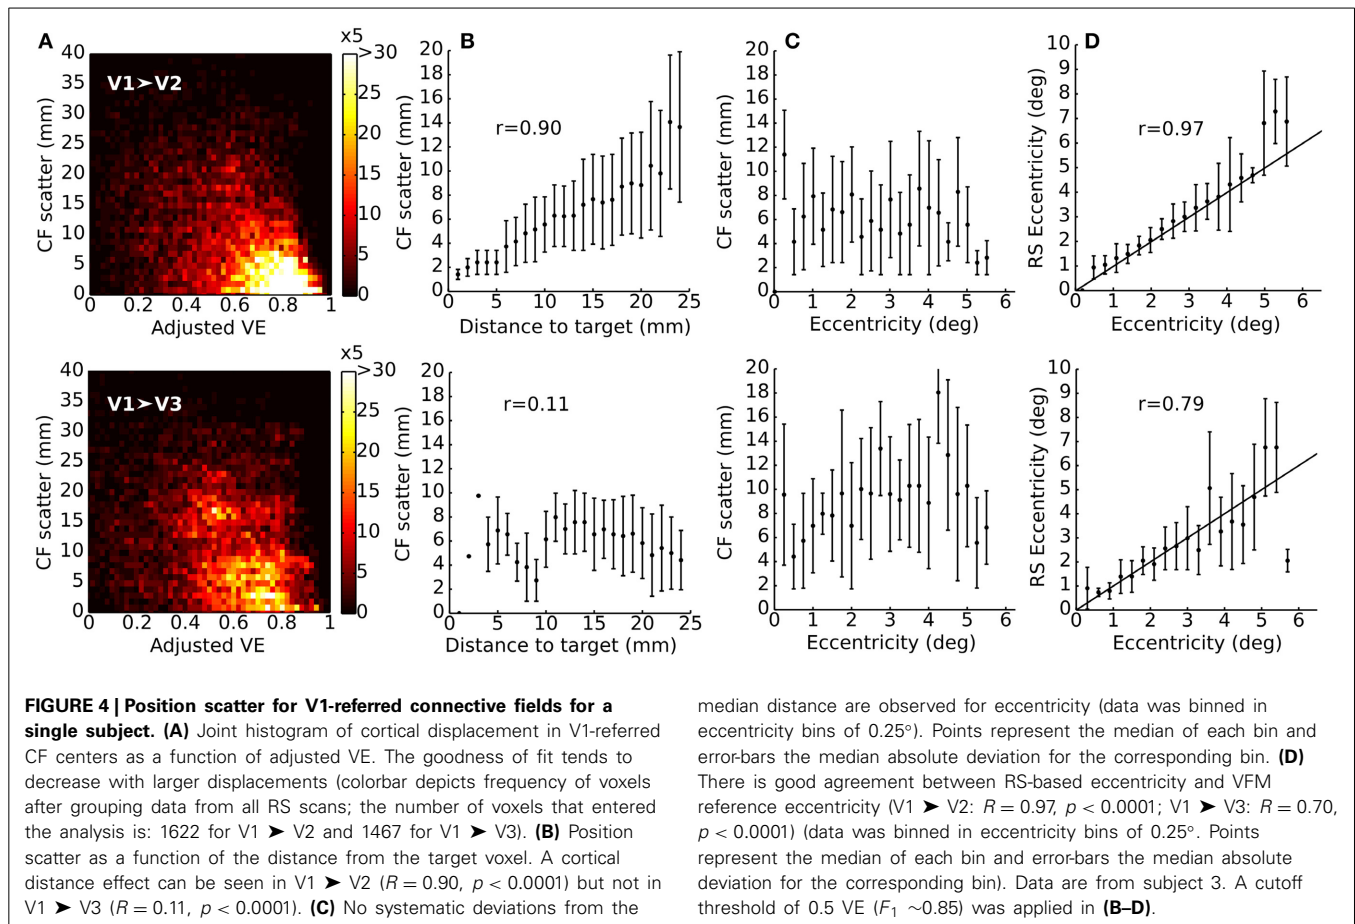 A
x5
B
C
D
40
35
30
25
20
15
10
5
0
V1➤V2
CF scatter (mm)
0 0.2 0.4 0.6 0.8 1
Adjusted VE
>30
25
20
15
10
5
0
20
18
16
14
12
10
8
6
4
2
0
CF scatter (mm)
r=0.90
0 5 10 15 20 25
Distance to target (mm)
20
18
16
14
12
10
8
6
4
2
0
CF scatter (mm)
0 1 2 3 4 5 6
Eccentricity (deg)
10
9
8
7
6
5
4
3
2
1
0
RS Eccentricity (deg)
r=0.97
0 1 2 3 4 5 6
Eccentricity (deg)
x5
40
35
30
25
20
15
10
5
0
V1➤V3
CF scatter (mm)
0 0.2 0.4 0.6 0.8 1
Adjusted VE
>30
25
20
15
10
5
0
20
18
16
14
12
10
8
6
4
2
0
CF scatter (mm)
r=0.11
5 10 15 20 25
Distance to target (mm)
20
18
16
14
12
10
8
6
4
2
0
CF scatter (mm)
0 1 2 3 4 5 6
Eccentricity (deg)
10
9
8
7
6
5
4
3
2
1
0
RS Eccentricity (deg)
r=0.79
0 1 2 3 4 5 6
Eccentricity (deg)
FIGURE 4 | Position scatter for V1-referred connective fields for a
single subject. (A) Joint histogram of cortical displacement in V1-referred
CF centers as a function of adjusted VE. The goodness of fit tends to
decrease with larger displacements (colorbar depicts frequency of voxels
after grouping data from all RS scans; the number of voxels that entered
the analysis is: 1622 for V1 ➤ V2 and 1467 for V1 ➤ V3). (B) Position
scatter as a function of the distance from the target voxel. A cortical
distance effect can be seen in V1 ➤ V2 (R = 0.90, p < 0.0001) but not in
V1 ➤ V3 (R = 0.11, p < 0.0001). (C) No systematic deviations from the
median distance are observed for eccentricity (data was binned in
eccentricity bins of 0.25°). Points represent the median of each bin and
error-bars the median absolute deviation for the corresponding bin. (D)
There is good agreement between RS-based eccentricity and VFM
reference eccentricity (V1 ➤ V2: R = 0.97, p < 0.0001; V1 ➤ V3: R = 0.70,
p < 0.0001) (data was binned in eccentricity bins of 0.25°. Points
represent the median of each bin and error-bars the median absolute
deviation for the corresponding bin). Data are from subject 3. A cutoff
threshold of 0.5 VE (F1 ~0.85) was applied in (B–D).